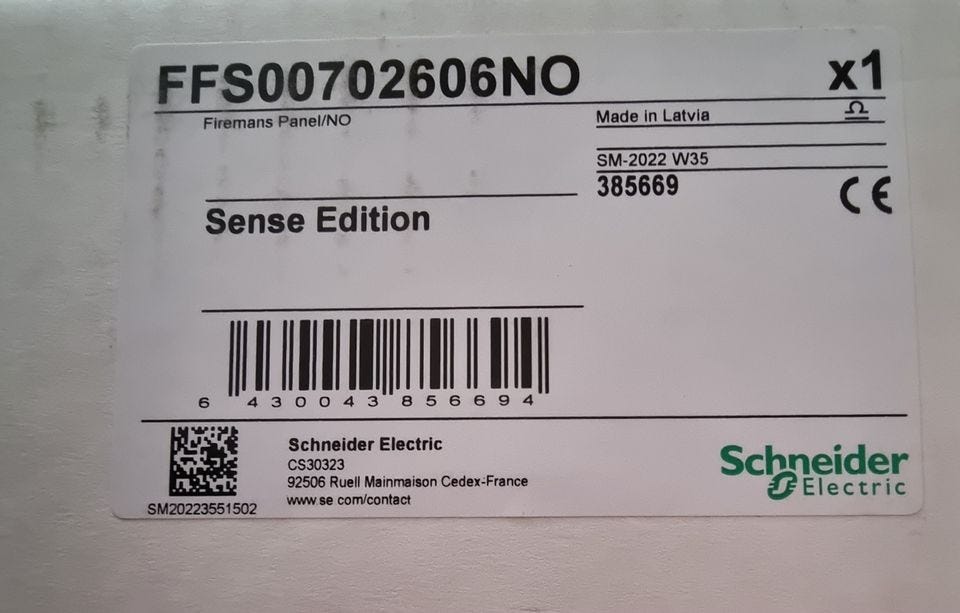 FFS00702606NO
x1
Firemans Panel/NO
Made in Latvia
SM-2022 W35
385669
CE
Sense Edition
6 430043 856694
Schneider Electric
CS30323
92506 Ruell Mainmaison Cedex-France
www.se com/contact
SM20223551502
Schneider
Electric